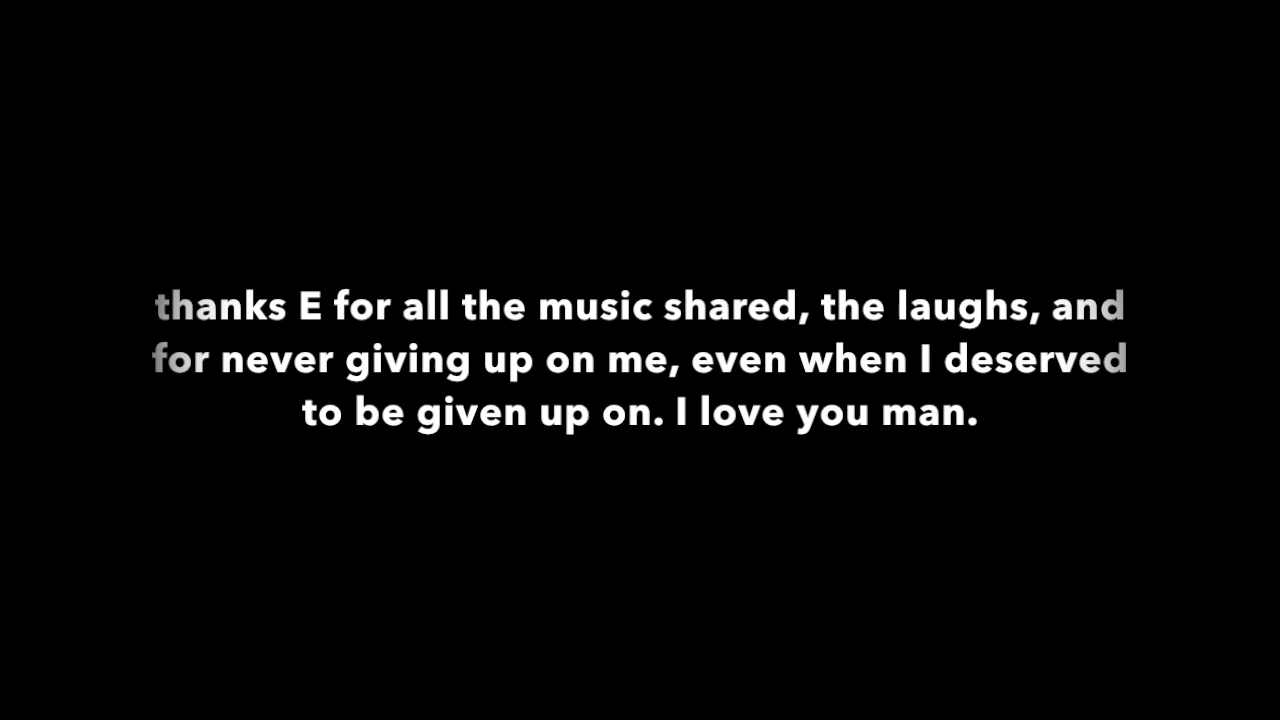 thanks E for all the music shared, the laughs, and
for never giving up on me, even when I deserved
to be given up on. I love you man.